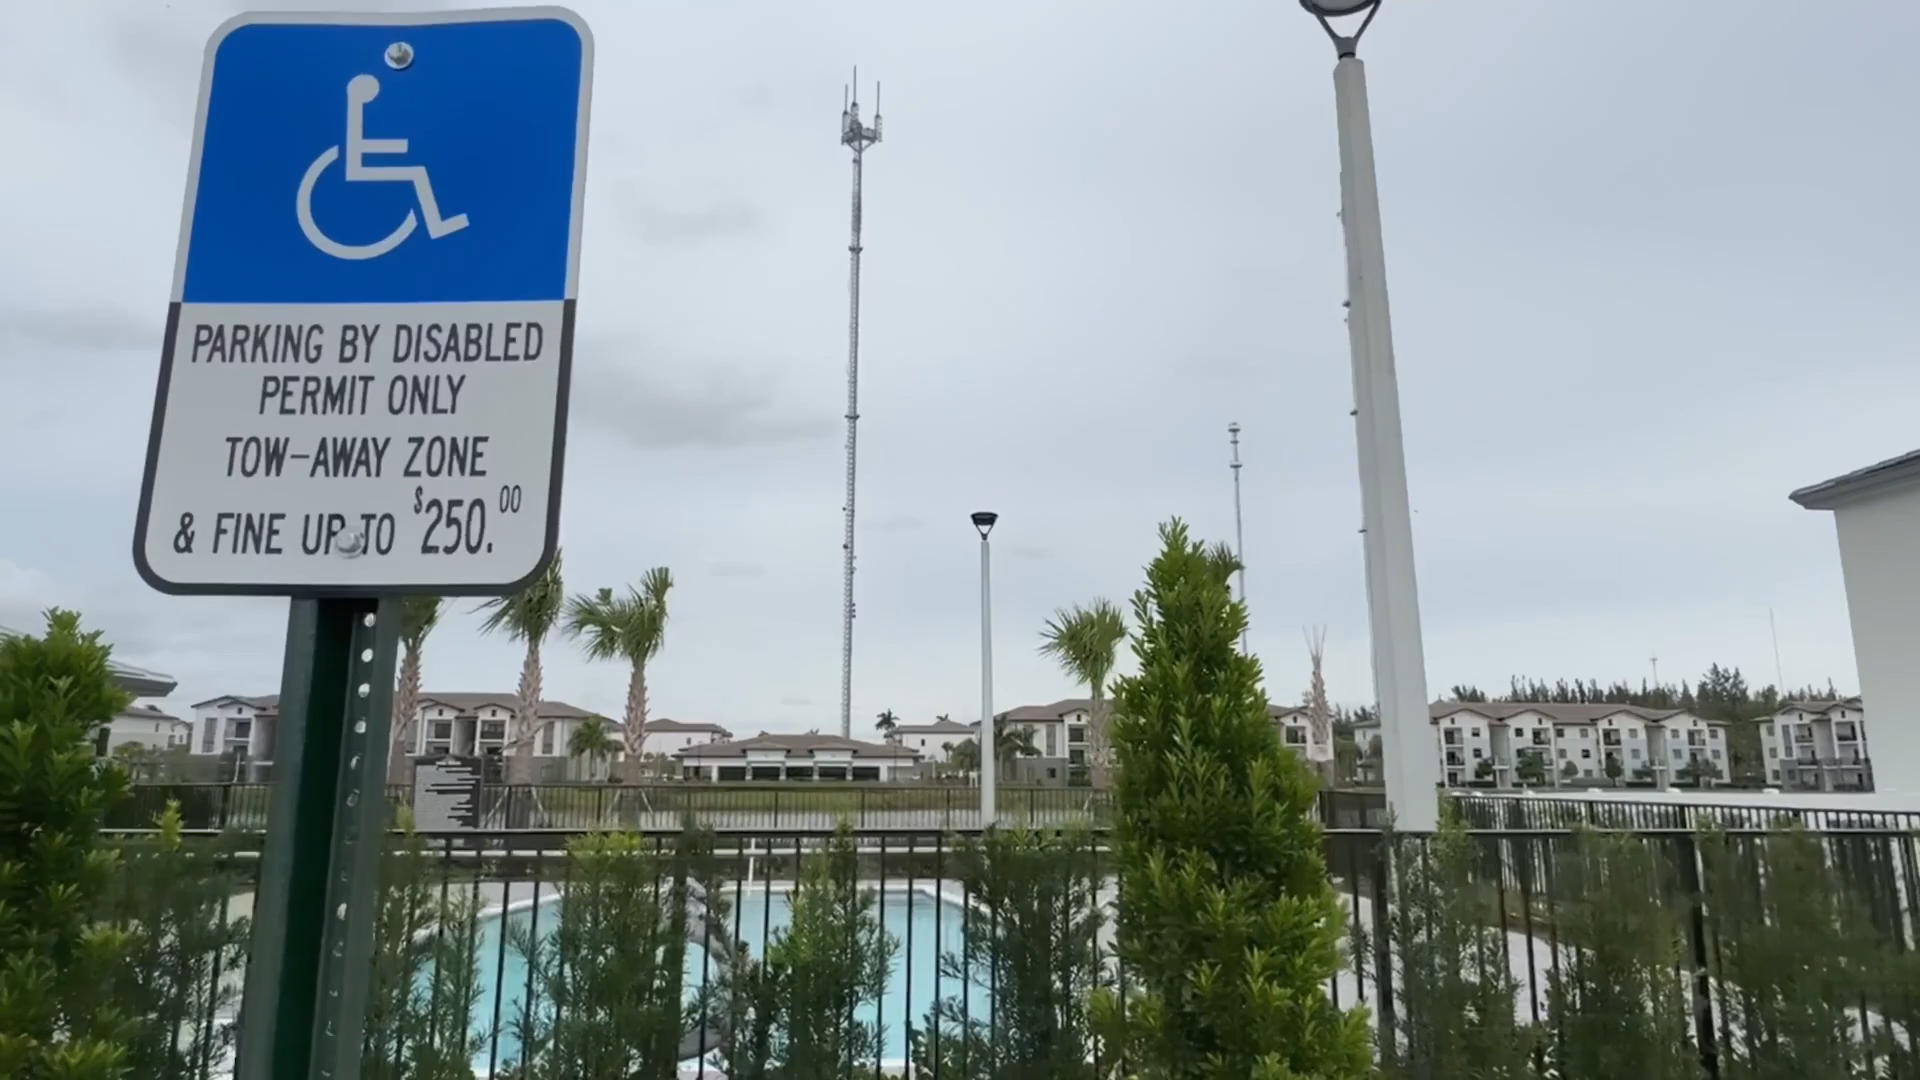 PARKING BY DISABLED
PERMIT ONLY
TOW-AWAY ZONE
& FINE UP TO $250.00